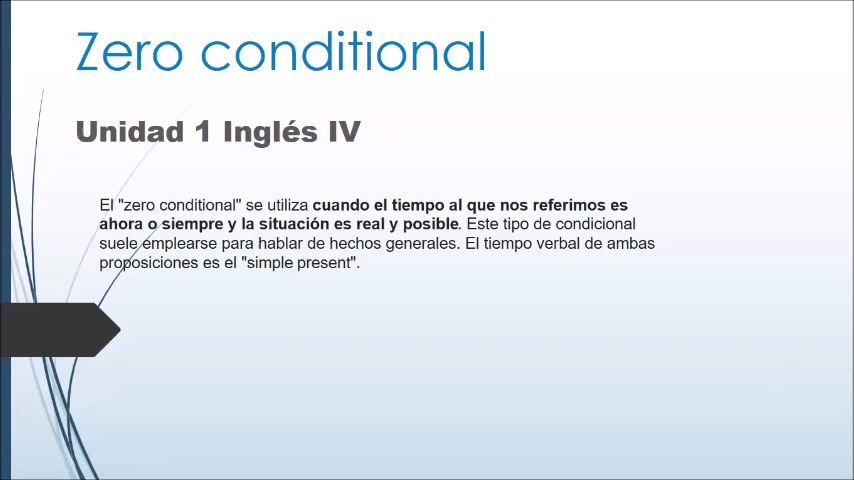 Zero conditional
Unidad 1 Inglés IV
El "zero conditional" se utiliza cuando el tiempo al que nos referimos es
ahora o siempre y la situación es real y posible. Este tipo de condicional
suele emplearse para hablar de hechos generales. El tiempo verbal de ambas
proposiciones es el "simple present".